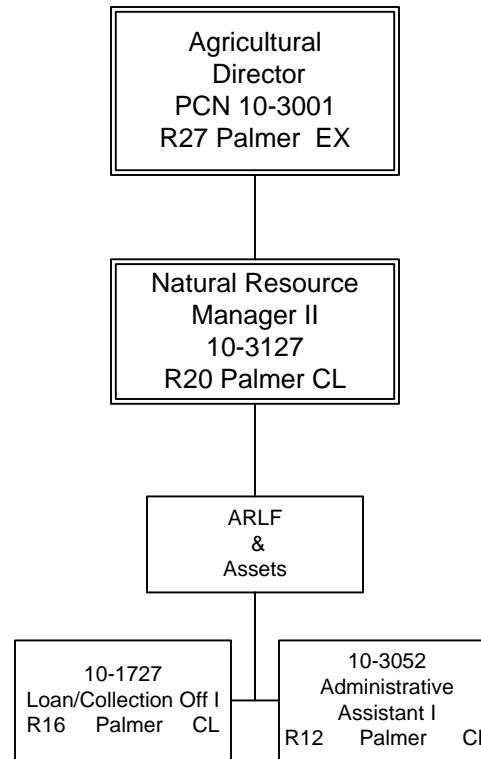 Agricultural
Director
PCN 10-3001
R27 Palmer EX
Natural Resource
Manager II
10-3127
R20 Palmer CL
ARLF
&
Assets
10-1727
Loan/Collection Off I
R16 Palmer CL
10-3052
Administrative
Assistant I
R12 Palmer